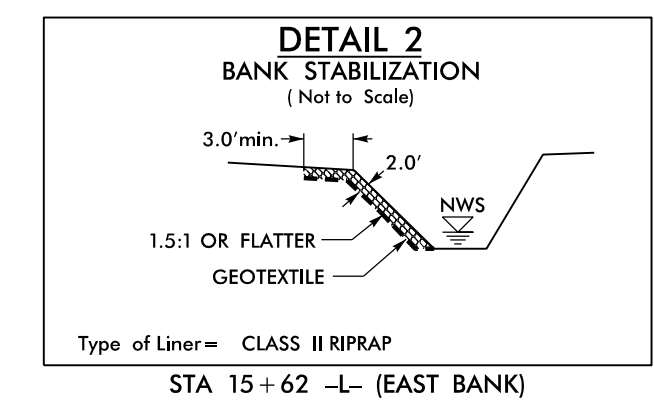 DETAIL 2
BANK STABILIZATION
( Not to Scale)
3.0'min.
2.0'
NWS
1.5:1 OR FLATTER
GEOTEXTILE
Type of Liner= CLASS II RIPRAP
STA 15+62 -L- (EAST BANK)